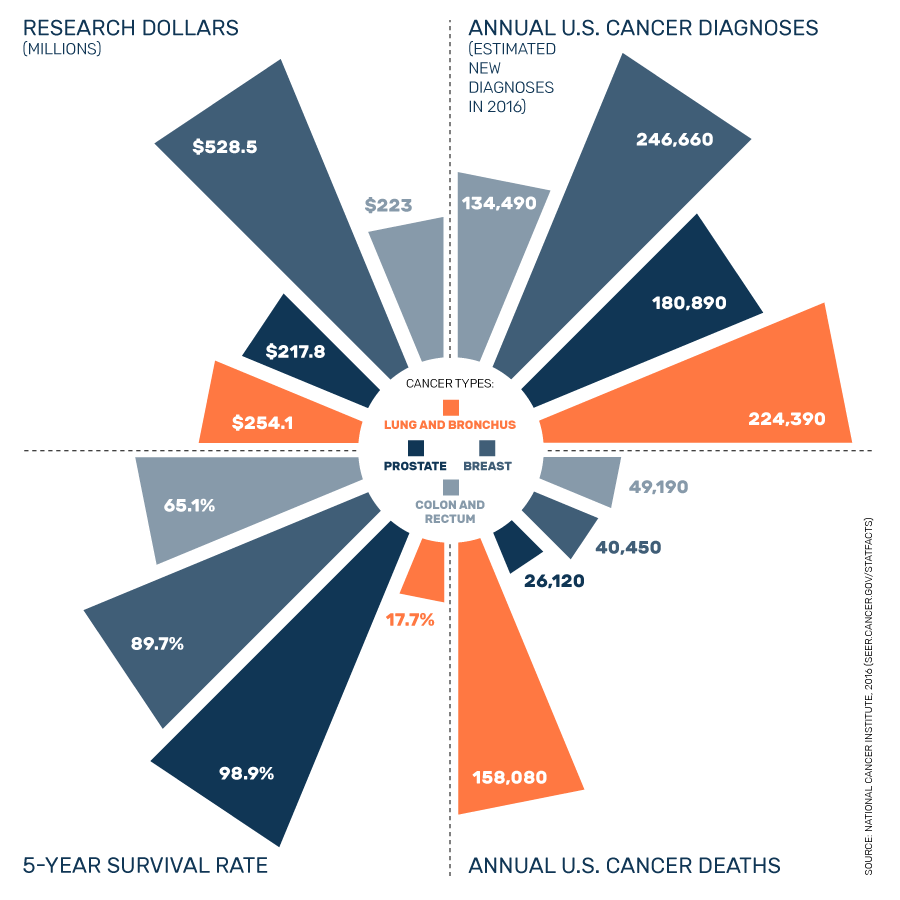 RESEARCH DOLLARS
(MILLIONS)
$528.5
$223
$217.8
$254.1
ANNUAL U.S. CANCER DIAGNOSES
(ESTIMATED
NEW
DIAGNOSES
IN 2016)
134,490
246,660
180,890
224,390
CANCER TYPES:
LUNG AND BRONCHUS
PROSTATE
BREAST
COLON AND
RECTUM
65.1%
89.7%
98.9%
17.7%
5-YEAR SURVIVAL RATE
49,190
40,450
26,120
158,080
ANNUAL U.S. CANCER DEATHS
SOURCE: NATIONAL CANCER INSTITUTE, 2016 (SEER.CANCER.GOV/STATFACTS)